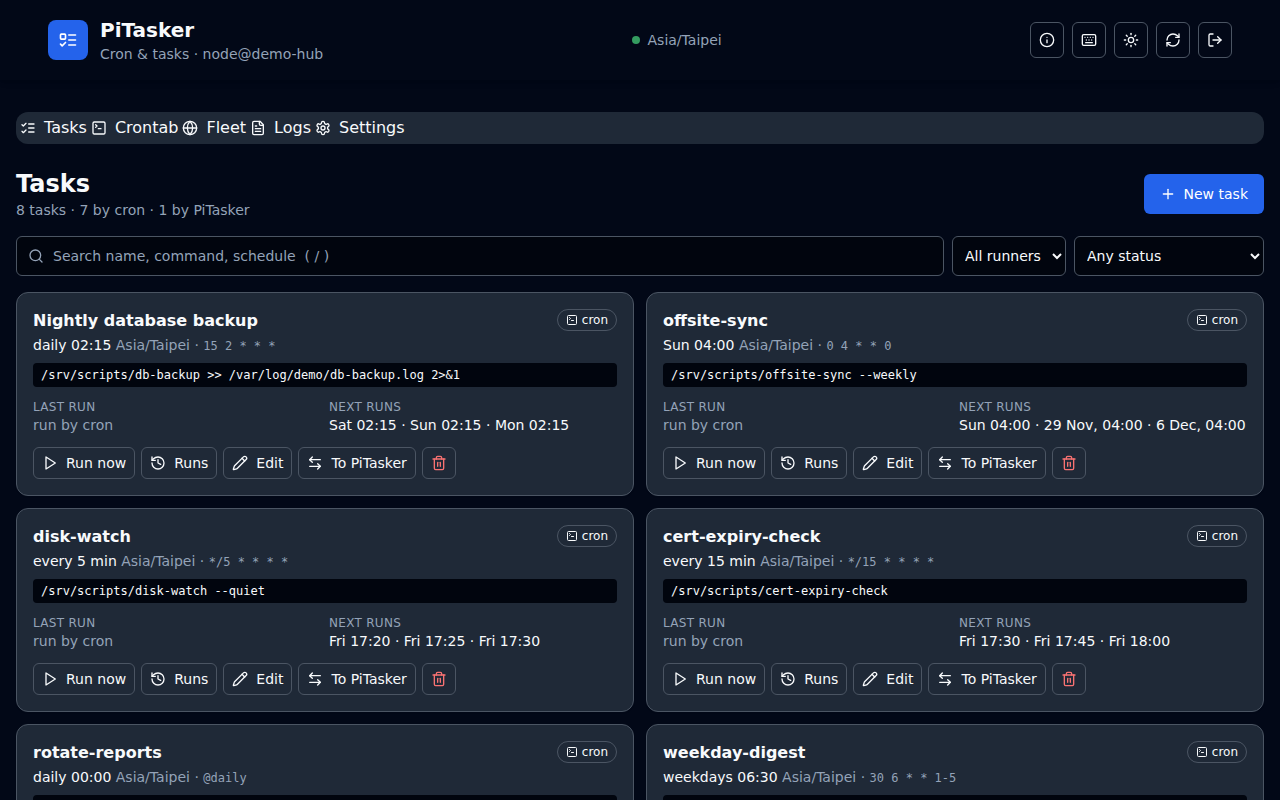 PiTasker
Cron & tasks · node@demo-hub
Asia/Taipei
Tasks Crontab Fleet Logs Settings
Tasks
8 tasks · 7 by cron · 1 by PiTasker
New task
Search name, command, schedule ( / )
All runners
Any status
Nightly database backup
cron
daily 02:15 Asia/Taipei · 15 2 * * *
/srv/scripts/db-backup >> /var/log/demo/db-backup.log 2>&1
LAST RUN
run by cron
NEXT RUNS
Sat 02:15 · Sun 02:15 · Mon 02:15
Run now Runs Edit To PiTasker
offsite-sync
cron
Sun 04:00 Asia/Taipei · 0 4 * * 0
/srv/scripts/offsite-sync --weekly
LAST RUN
run by cron
NEXT RUNS
Sun 04:00 · 29 Nov, 04:00 · 6 Dec, 04:00
Run now Runs Edit To PiTasker
disk-watch
cron
every 5 min Asia/Taipei · */5 * * * *
/srv/scripts/disk-watch --quiet
LAST RUN
run by cron
NEXT RUNS
Fri 17:20 · Fri 17:25 · Fri 17:30
Run now Runs Edit To PiTasker
cert-expiry-check
cron
every 15 min Asia/Taipei · */15 * * * *
/srv/scripts/cert-expiry-check
LAST RUN
run by cron
NEXT RUNS
Fri 17:30 · Fri 17:45 · Fri 18:00
Run now Runs Edit To PiTasker
rotate-reports
cron
daily 00:00 Asia/Taipei · @daily
weekday-digest
cron
weekdays 06:30 Asia/Taipei · 30 6 * * 1-5